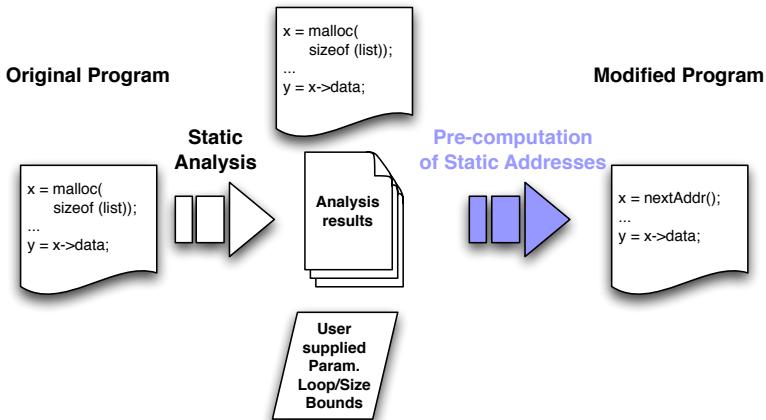 Original Program
x = malloc(
sizeof (list));
...
y = x->data;
Static
Analysis
x = malloc(
sizeof (list));
...
y = x->data;
Analysis
results
User
supplied
Param.
Loop/Size
Bounds
Pre-computation
of Static Addresses
Modified Program
x = nextAddr();
...
y = x->data;